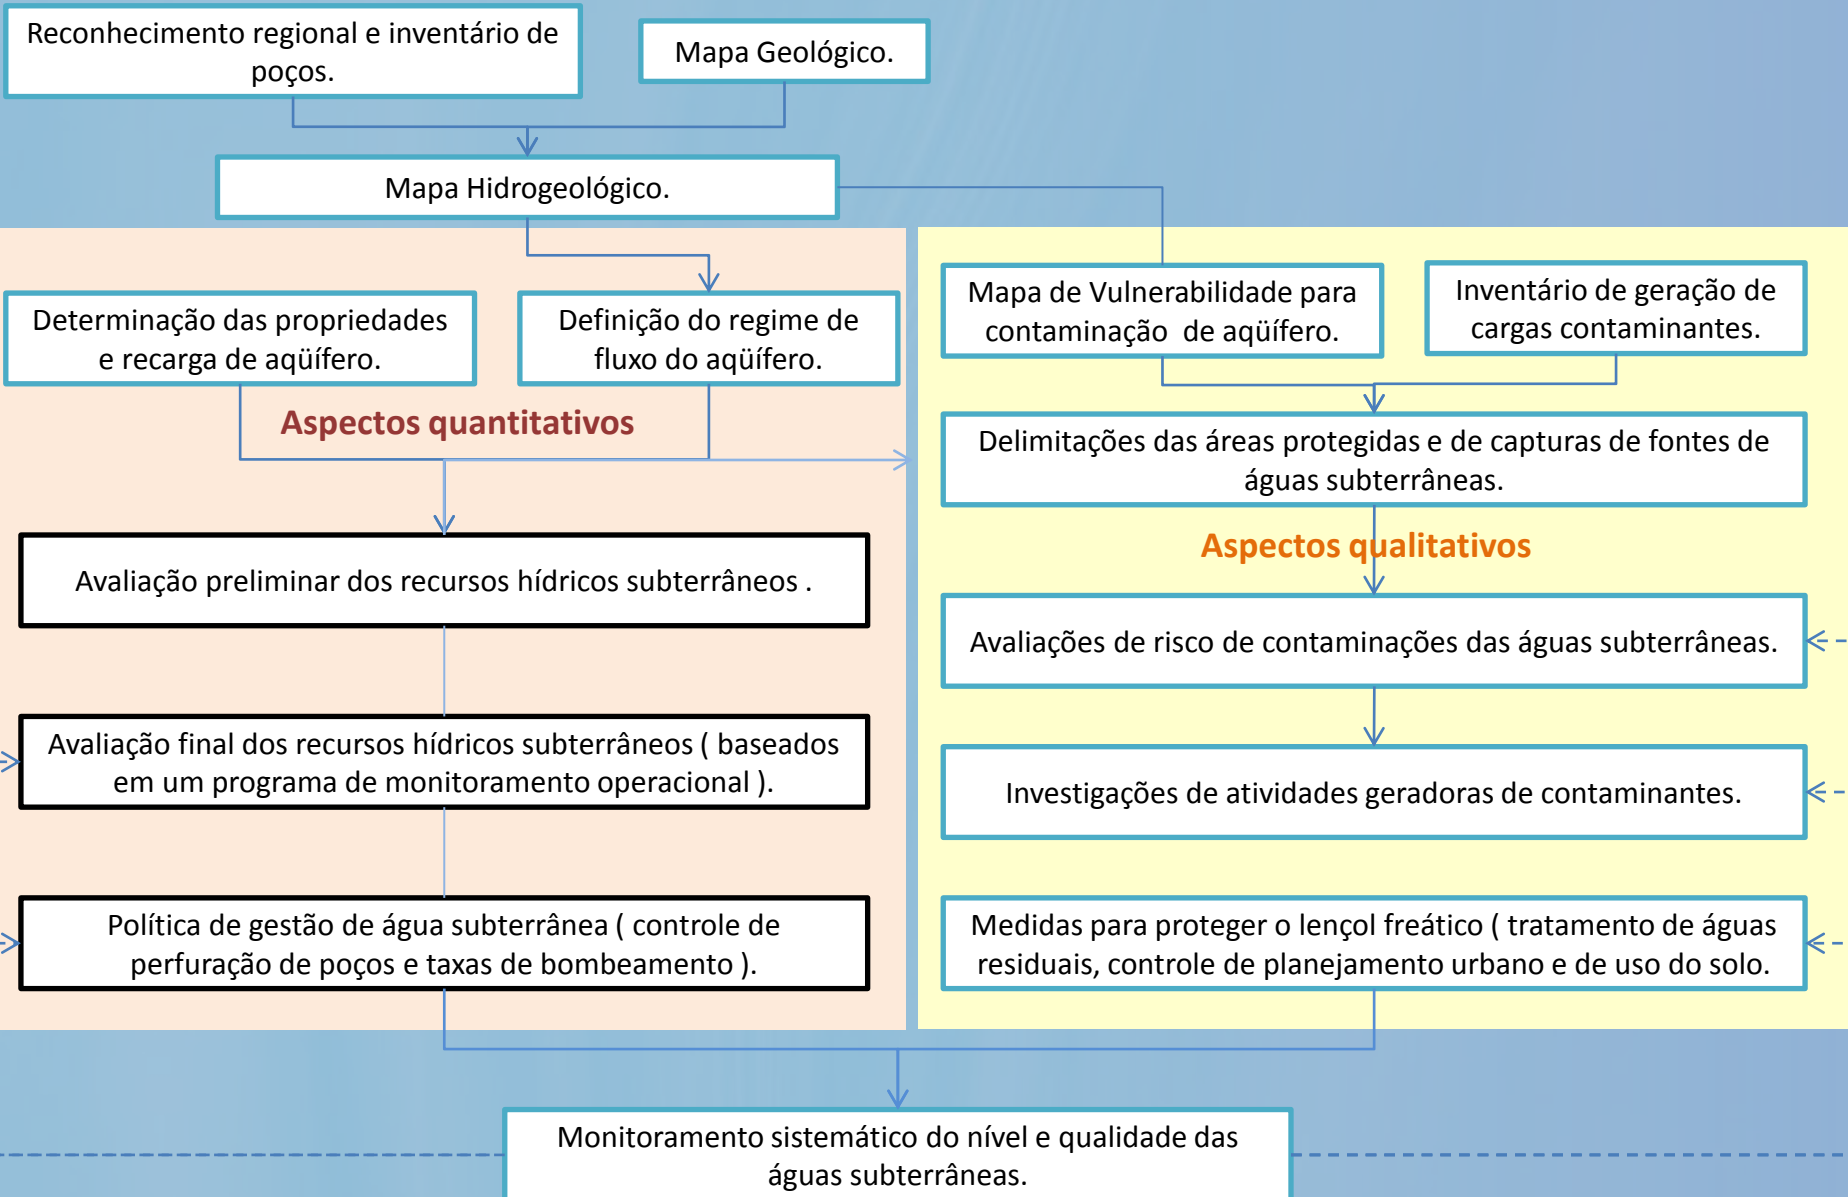 Reconhecimento regional e inventário de
poços.
Mapa Geológico.
Mapa Hidrogeológico.
Determinação das propriedades
e recarga de aqüífero.
Definição do regime de
fluxo do aqüífero.
Aspectos quantitativos
Avaliação preliminar dos recursos hídricos subterrâneos .
Avaliação final dos recursos hídricos subterrâneos ( baseados
em um programa de monitoramento operacional ).
Política de gestão de água subterrânea ( controle de
perfuração de poços e taxas de bombeamento ).
Mapa de Vulnerabilidade para
contaminação  de aqüífero.
Inventário de geração de
cargas contaminantes.
Delimitações das áreas protegidas e de capturas de fontes de
águas subterrâneas.
Aspectos qualitativos
Avaliações de risco de contaminações das águas subterrâneas.
Investigações de atividades geradoras de contaminantes.
Medidas para proteger o lençol freático ( tratamento de águas
residuais, controle de planejamento urbano e de uso do solo.
Monitoramento sistemático do nível e qualidade das
águas subterrâneas.